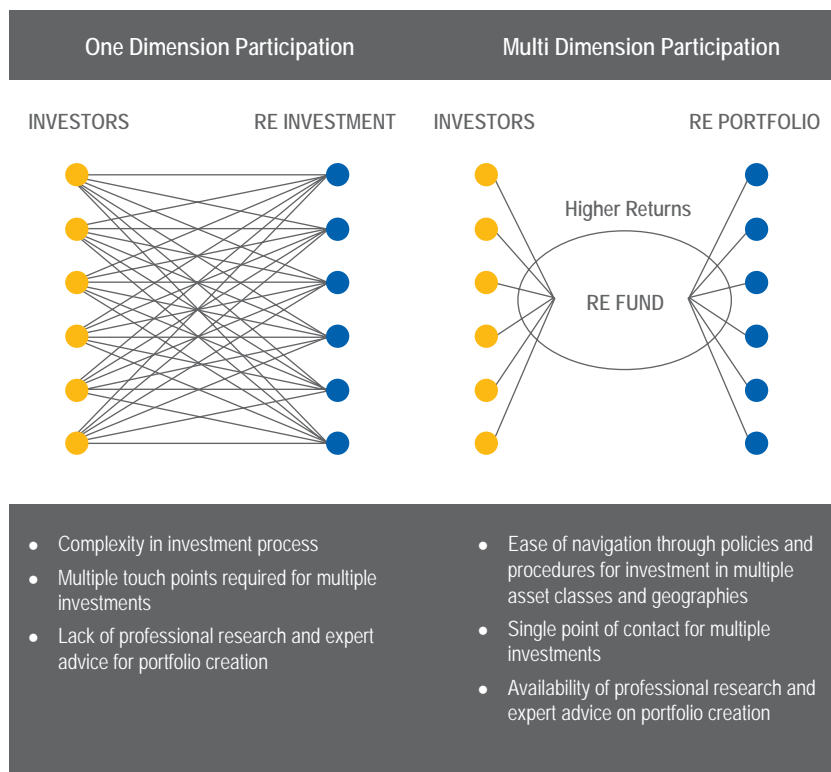 One Dimension Participation
Multi Dimension Participation
INVESTORS
RE INVESTMENT
INVESTORS
RE PORTFOLIO
Higher Returns
RE FUND
● Complexity in investment process
● Multiple touch points required for multiple
investments
● Lack of professional research and expert
advice for portfolio creation
● Ease of navigation through policies and
procedures for investment in multiple
asset classes and geographies
● Single point of contact for multiple
investments
● Availability of professional research and
expert advice on portfolio creation